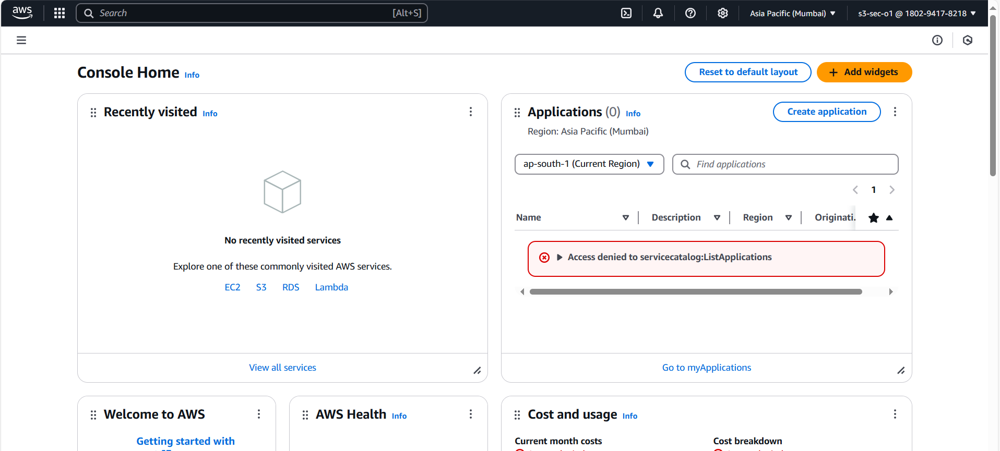 aws
Search
[Alt+S]
Asia Pacific (Mumbai)
s3-sec-o1 @ 1802-9417-8218
Console Home Info
Reset to default layout
+ Add widgets
Recently visited Info
No recently visited services
Explore one of these commonly visited AWS services.
EC2 S3 RDS Lambda
View all services
Applications (0) Info
Create application
Region: Asia Pacific (Mumbai)
ap-south-1 (Current Region)
Find applications
1
Name Description Region Originati.
Access denied to servicecatalog:ListApplications
Go to myApplications
Welcome to AWS
Getting started with
AWS Health Info
Cost and usage Info
Current month costs
Cost breakdown